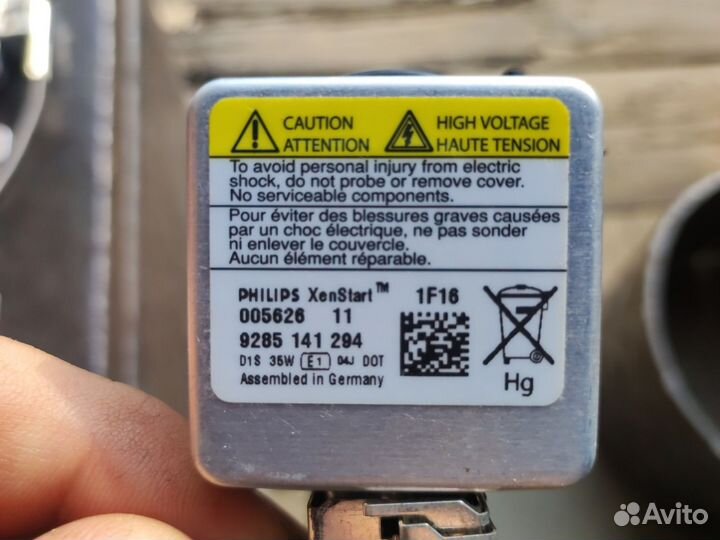 CAUTION
ATTENTION
HIGH VOLTAGE
HAUTE TENSION
To avoid personal injury from electric
shock, do not probe or remove cover.
No serviceable components.
Pour éviter des blessures graves causées
par un choc électrique, ne pas sonder
ni enlever le couvercle.
Aucun élément réparable.
PHILIPS XenStart™ 1F16
005626 11
9285 141 294
D1S 35W E1 04J DOT
Assembled in Germany
Hg
Avito